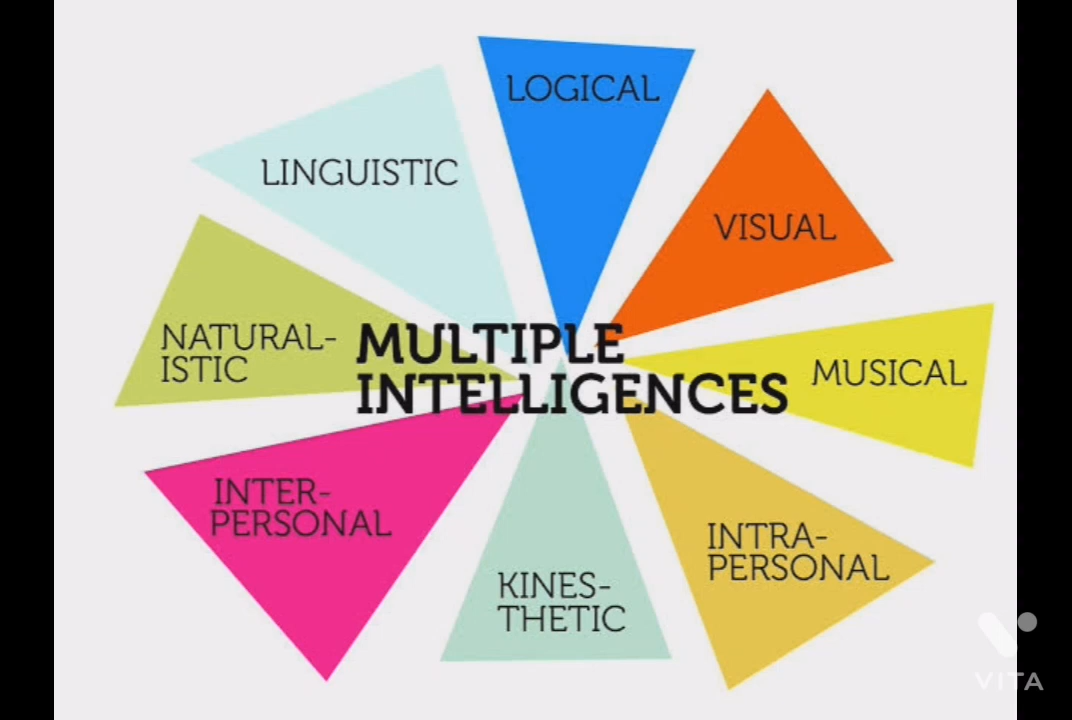 LOGICAL
LINGUISTIC
VISUAL
NATURAL-
ISTIC
MULTIPLE
INTELLIGENCES
MUSICAL
INTER-
PERSONAL
INTRA-
PERSONAL
KINES-
THETIC
VITA